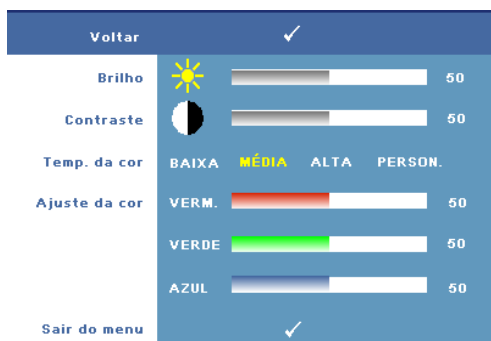 Voltar
Brilho 50
Contraste 50
Temp. da cor BAIXA MÉDIA ALTA PERSON.
Ajuste da cor VERM. 50
VERDE 50
AZUL 50
Sair do menu